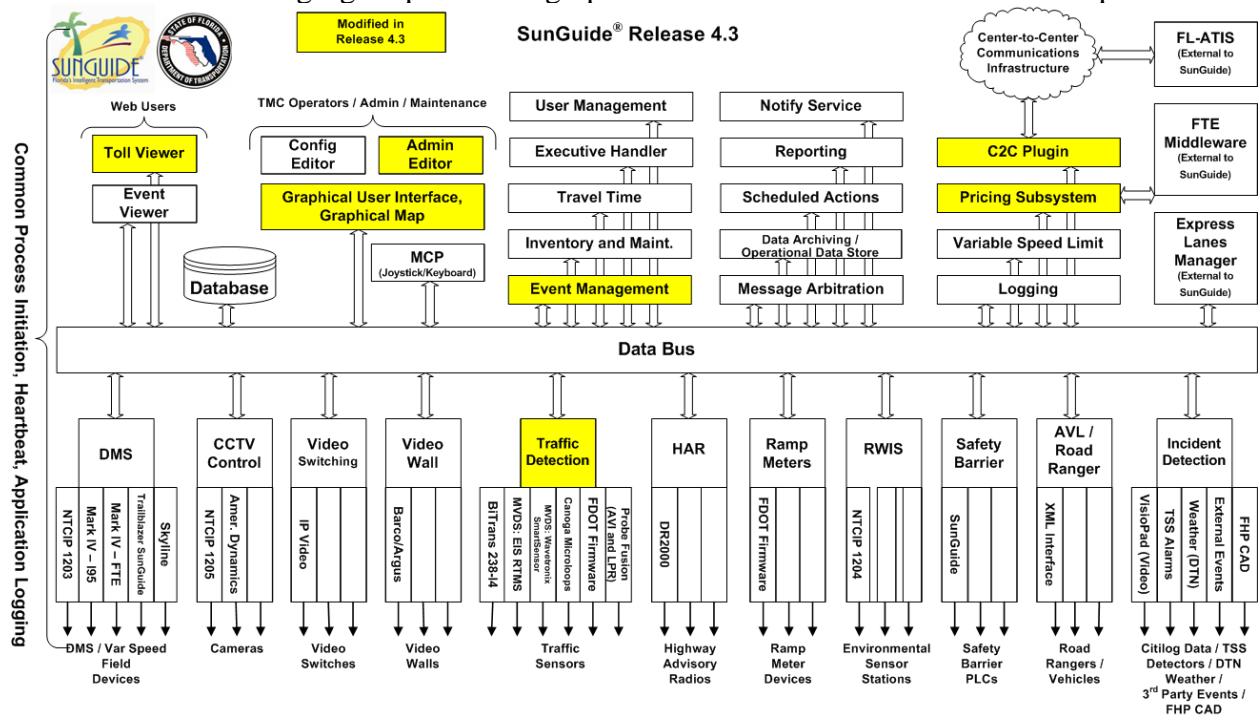 SUNGUIDE
Florida's Intelligent Transportation System
STATE OF FLORIDA
DEPARTMENT OF TRANSPORTATION
Modified in
Release 4.3
SunGuide® Release 4.3
Common Process Initiation, Heartbeat, Application Logging
Web Users
Toll Viewer
Event
Viewer
TMC Operators / Admin / Maintenance
Config
Editor
Admin
Editor
Graphical User Interface,
Graphical Map
MCP
(Joystick/Keyboard)
Database
User Management
Executive Handler
Travel Time
Inventory and Maint.
Event Management
Notify Service
Reporting
Scheduled Actions
Data Archiving /
Operational Data Store
Message Arbitration
Center-to-Center
Communications
Infrastructure
C2C Plugin
Pricing Subsystem
Variable Speed Limit
Logging
FL-ATIS
(External to
SunGuide)
FTE
Middleware
(External to
SunGuide)
Express
Lanes
Manager
(External to
SunGuide)
Data Bus
DMS
NTCIP 1203
Mark IV – I95
Mark IV – FTE
Trailblazer SunGuide
Skyline
DMS / Var Speed
Field
Devices
CCTV
Control
NTCIP 1205
Amer. Dynamics
Cameras
Video
Switching
IP Video
Video
Switches
Video
Wall
Barco/Argus
Video
Walls
Traffic
Detection
BiTrans 238-I4
MVDS: EIS RTMS
MVDS: Wavetronix
SmartSensor
Canoga Microloops
FDOT Firmware
Probe Fusion
(AVI and LPR)
Traffic
Sensors
HAR
DR2000
Highway
Advisory
Radios
Ramp
Meters
FDOT Firmware
Ramp
Meter
Devices
RWIS
NTCIP 1204
Environmental
Sensor
Stations
Safety
Barrier
SunGuide
Safety
Barrier
PLCs
AVL /
Road
Ranger
XML Interface
Road
Rangers /
Vehicles
Incident
Detection
VisioPad (Video)
TSS Alarms
Weather (DTN)
External Events
FHP CAD
Citilog Data / TSS
Detectors / DTN
Weather /
3rd Party Events /
FHP CAD